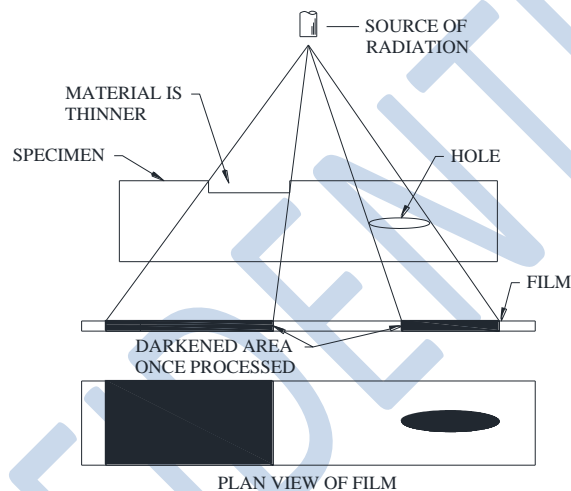 SOURCE OF
RADIATION
MATERIAL IS
THINNER
SPECIMEN
HOLE
FILM
DARKENED AREA
ONCE PROCESSED
PLAN VIEW OF FILM